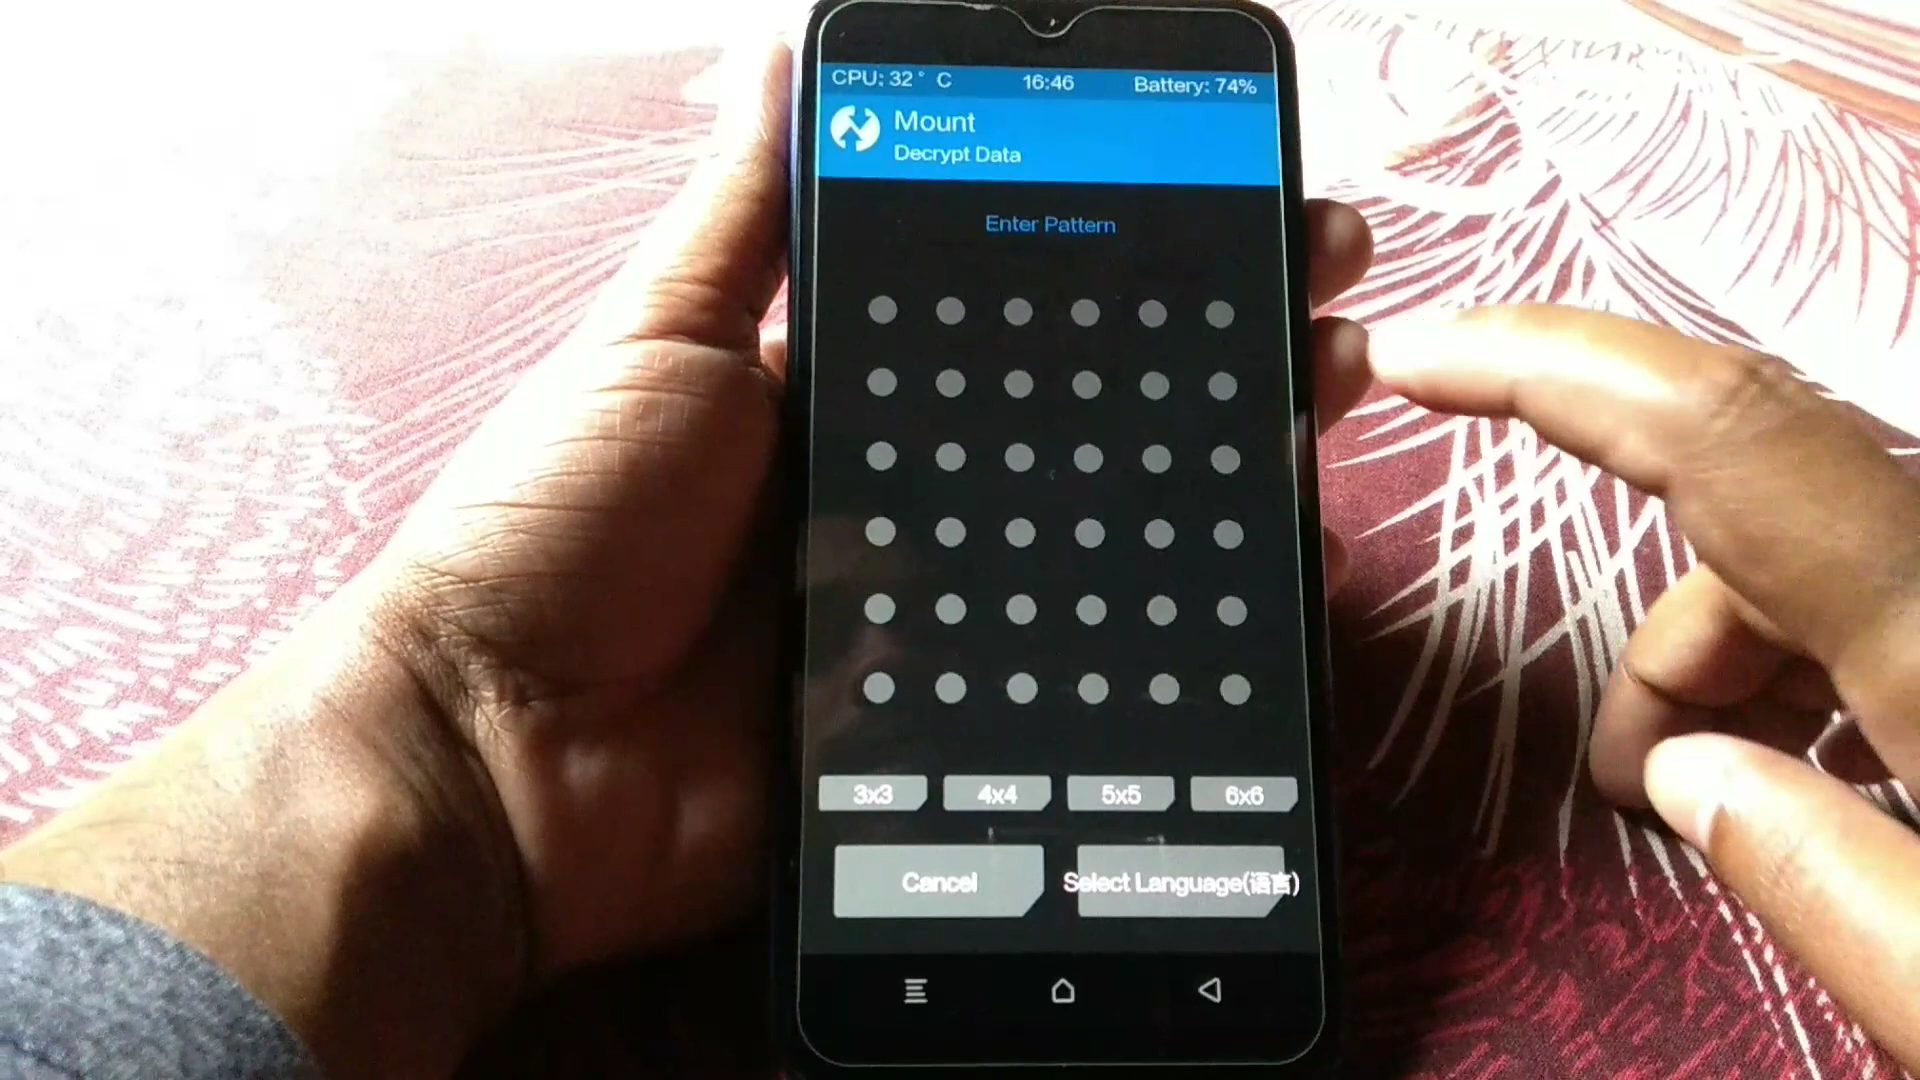 CPU: 32° C 16:46 Battery: 74%
Mount
Decrypt Data
Enter Pattern
3x3 4x4 5x5 6x6
Cancel Select Language(语言)